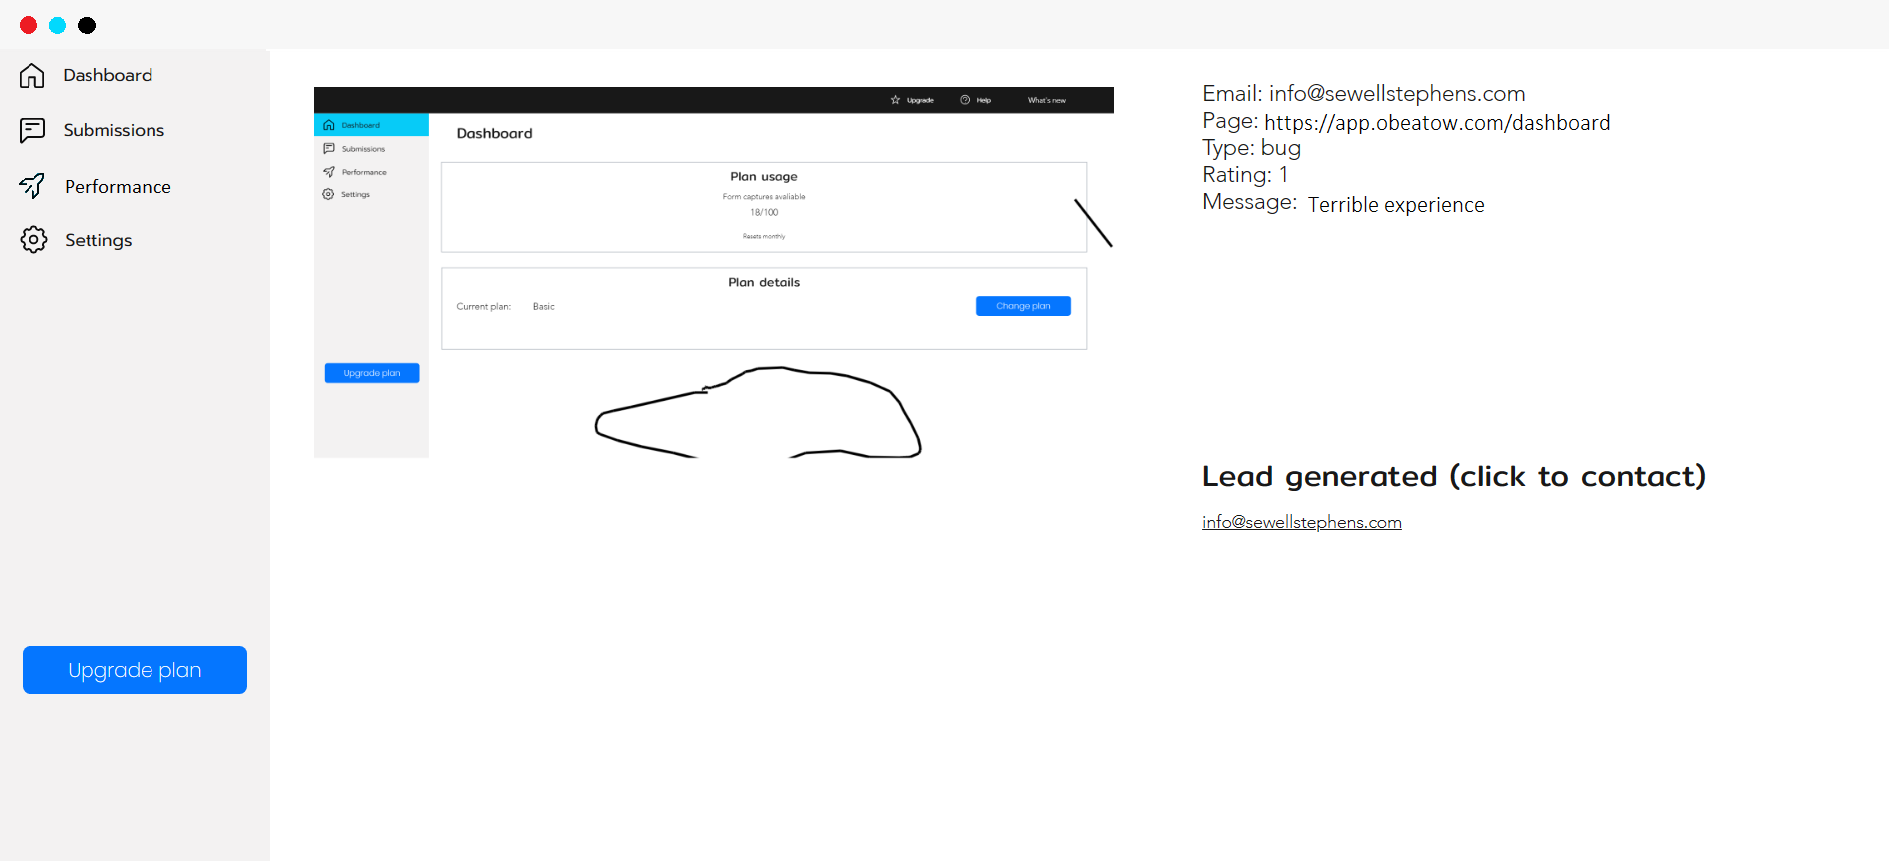 Dashboard
Submissions
Performance
Settings
Upgrade plan
Upgrade Help What's new
Dashboard
Submissions
Performance
Settings
Upgrade plan
Dashboard
Plan usage
Form captures avaliable
18/100
Resets monthly
Plan details
Current plan: Basic
Change plan
Email: info@sewellstephens.com
Page: https://app.obeatow.com/dashboard
Type: bug
Rating: 1
Message: Terrible experience
Lead generated (click to contact)
info@sewellstephens.com